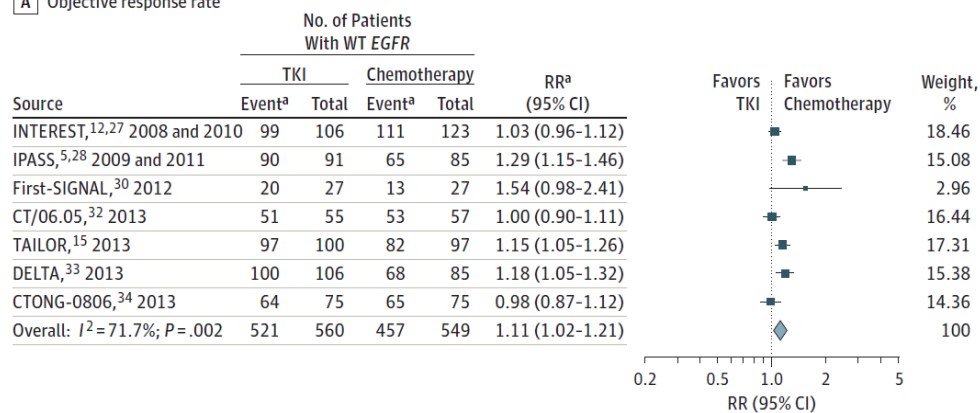 A Objective response rate
No. of Patients
With WT EGFR
TKI Chemotherapy RRa Favors Favors Weight,
Source Eventa Total Eventa Total (95% CI) TKI Chemotherapy %
INTEREST,12,27 2008 and 2010 99 106 111 123 1.03 (0.96-1.12) 18.46
IPASS,5,28 2009 and 2011 90 91 65 85 1.29 (1.15-1.46) 15.08
First-SIGNAL,30 2012 20 27 13 27 1.54 (0.98-2.41) 2.96
CT/06.05,32 2013 51 55 53 57 1.00 (0.90-1.11) 16.44
TAILOR,15 2013 97 100 82 97 1.15 (1.05-1.26) 17.31
DELTA,33 2013 100 106 68 85 1.18 (1.05-1.32) 15.38
CTONG-0806,34 2013 64 75 65 75 0.98 (0.87-1.12) 14.36
Overall: I2 = 71.7%; P = .002 521 560 457 549 1.11 (1.02-1.21) 100
0.2 0.5 1.0 2 5
RR (95% CI)